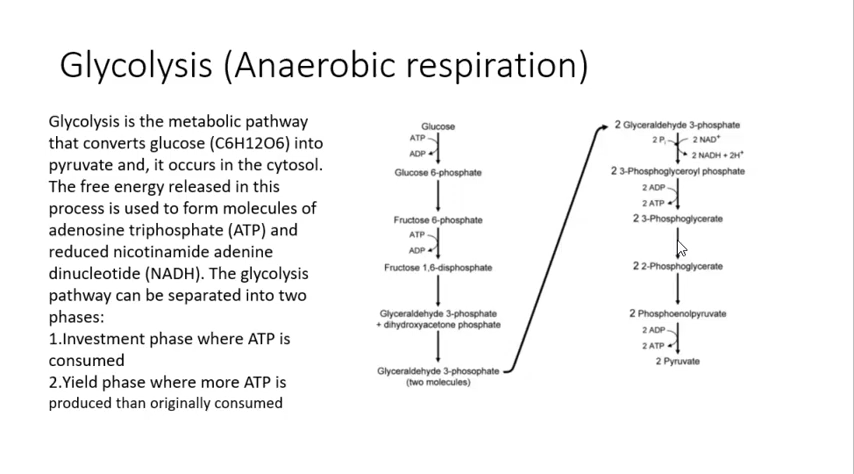 Glycolysis (Anaerobic respiration)
Glycolysis is the metabolic pathway
that converts glucose (C6H12O6) into
pyruvate and, it occurs in the cytosol.
The free energy released in this
process is used to form molecules of
adenosine triphosphate (ATP) and
reduced nicotinamide adenine
dinucleotide (NADH). The glycolysis
pathway can be separated into two
phases:
1.Investment phase where ATP is
consumed
2.Yield phase where more ATP is
produced than originally consumed
Glucose
ATP
ADP
Glucose 6-phosphate
Fructose 6-phosphate
ATP
ADP
Fructose 1,6-disphosphate
Glyceraldehyde 3-phosphate
+ dihydroxyacetone phosphate
Glyceraldehyde 3-phosophate
(two molecules)
2 Glyceraldehyde 3-phosphate
2 Pi 2 NAD+
2 NADH + 2H+
2 3-Phosphoglyceroyl phosphate
2 ADP
2 ATP
2 3-Phosphoglycerate
2 2-Phosphoglycerate
2 Phosphoenolpyruvate
2 ADP
2 ATP
2 Pyruvate